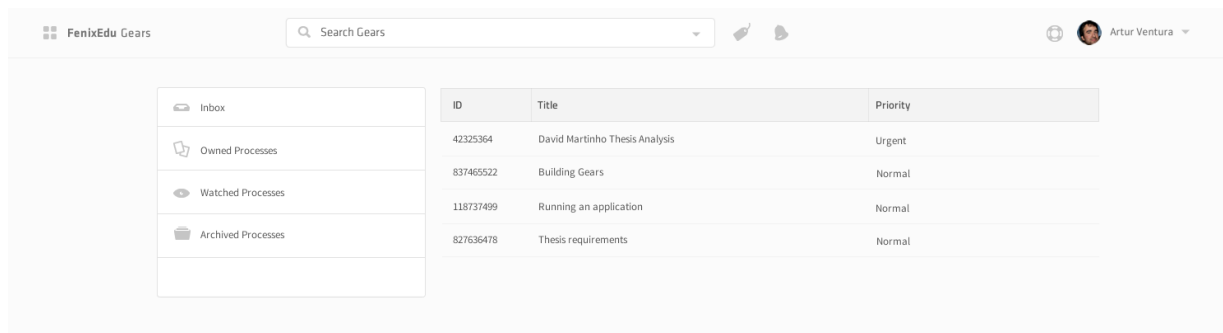 FenixEdu Gears
Search Gears
Artur Ventura
Inbox
Owned Processes
Watched Processes
Archived Processes
ID Title Priority
42325364 David Martinho Thesis Analysis Urgent
837465522 Building Gears Normal
118737499 Running an application Normal
827636478 Thesis requirements Normal